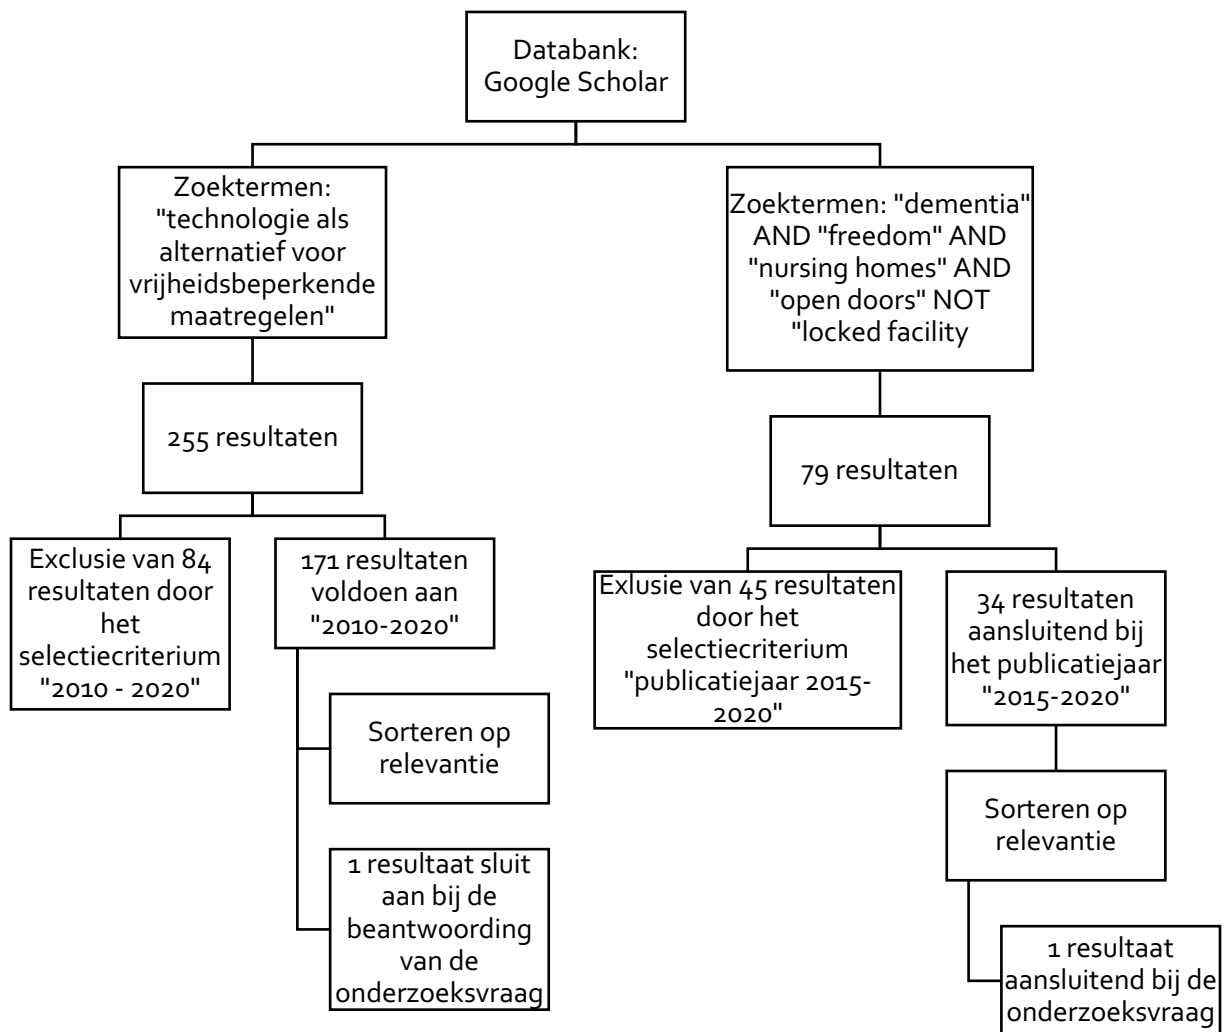 Databank:
Google Scholar
Zoektermen:
"technologie als
alternatief voor
vrijheidsbeperkende
maatregelen"
255 resultaten
Exclusie van 84
resultaten door
het
selectiecriterium
"2010 - 2020"
171 resultaten
voldoen aan
"2010-2020"
Sorteren op
relevantie
1 resultaat sluit
aan bij de
beantwoording
van de
onderzoeksvraag
Zoektermen: "dementia"
AND "freedom" AND
"nursing homes" AND
"open doors" NOT
"locked facility
79 resultaten
Exlusie van 45 resultaten
door het
selectiecriterium
"publicatiejaar 2015-
2020"
34 resultaten
aansluitend bij
het publicatiejaar
"2015-2020"
Sorteren op
relevantie
1 resultaat
aansluitend bij de
onderzoeksvraag